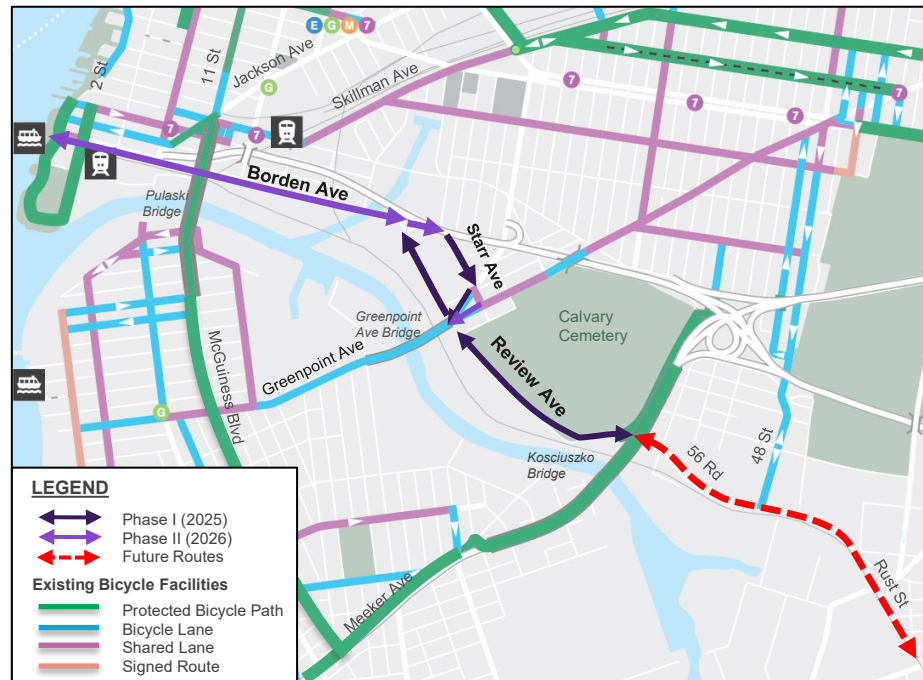 E G M 7
2 St
11 St
Jackson Ave
G
Skillman Ave
7
7
7
7
7
7
Borden Ave
Pulaski
Bridge
Starr Ave
Greenpoint
Ave Bridge
Calvary
Cemetery
McGuiness Blvd
Greenpoint Ave
Review Ave
G
Kosciuszko
Bridge
56 Rd
48 St
Rust St
Meeker Ave
LEGEND
Phase I (2025)
Phase II (2026)
Future Routes
Existing Bicycle Facilities
Protected Bicycle Path
Bicycle Lane
Shared Lane
Signed Route